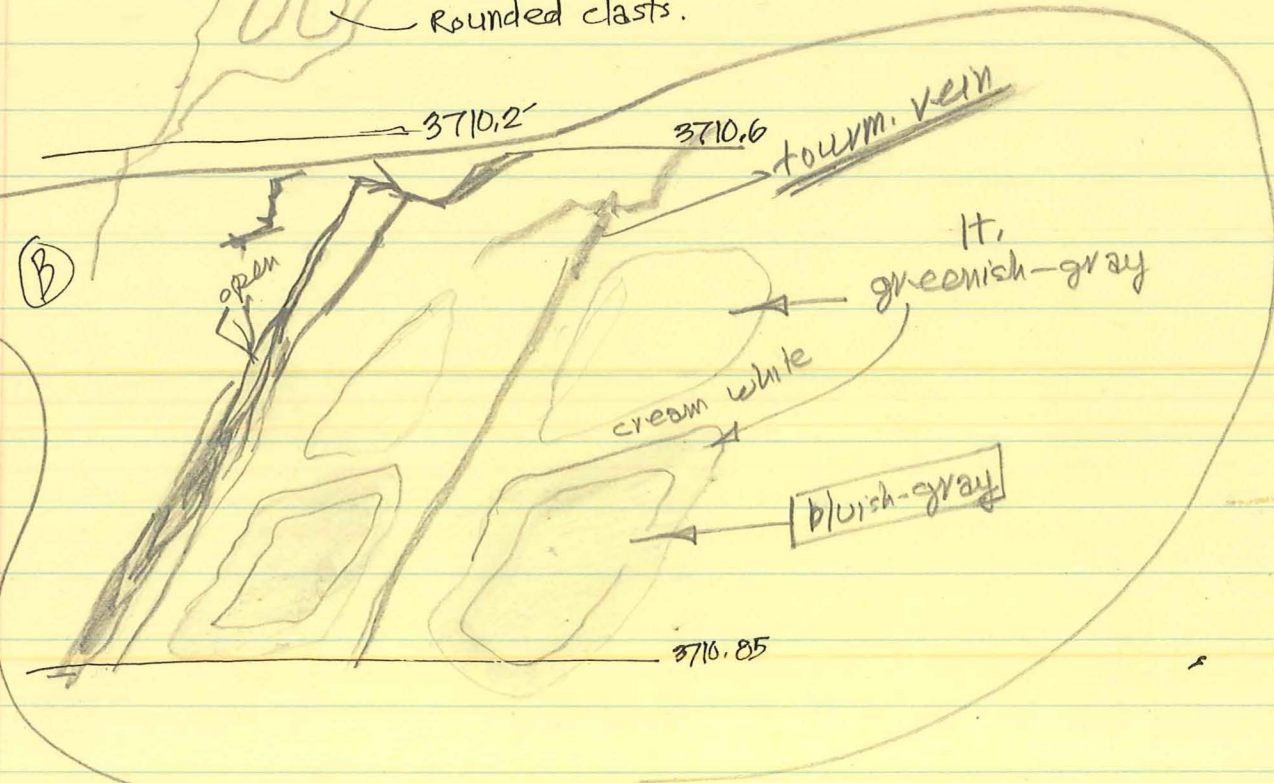 Rounded clasts.
3710.2'
3710.6
tourm. vein
B
open
lt.
greenish-gray
cream white
bluish-gray
3710.85